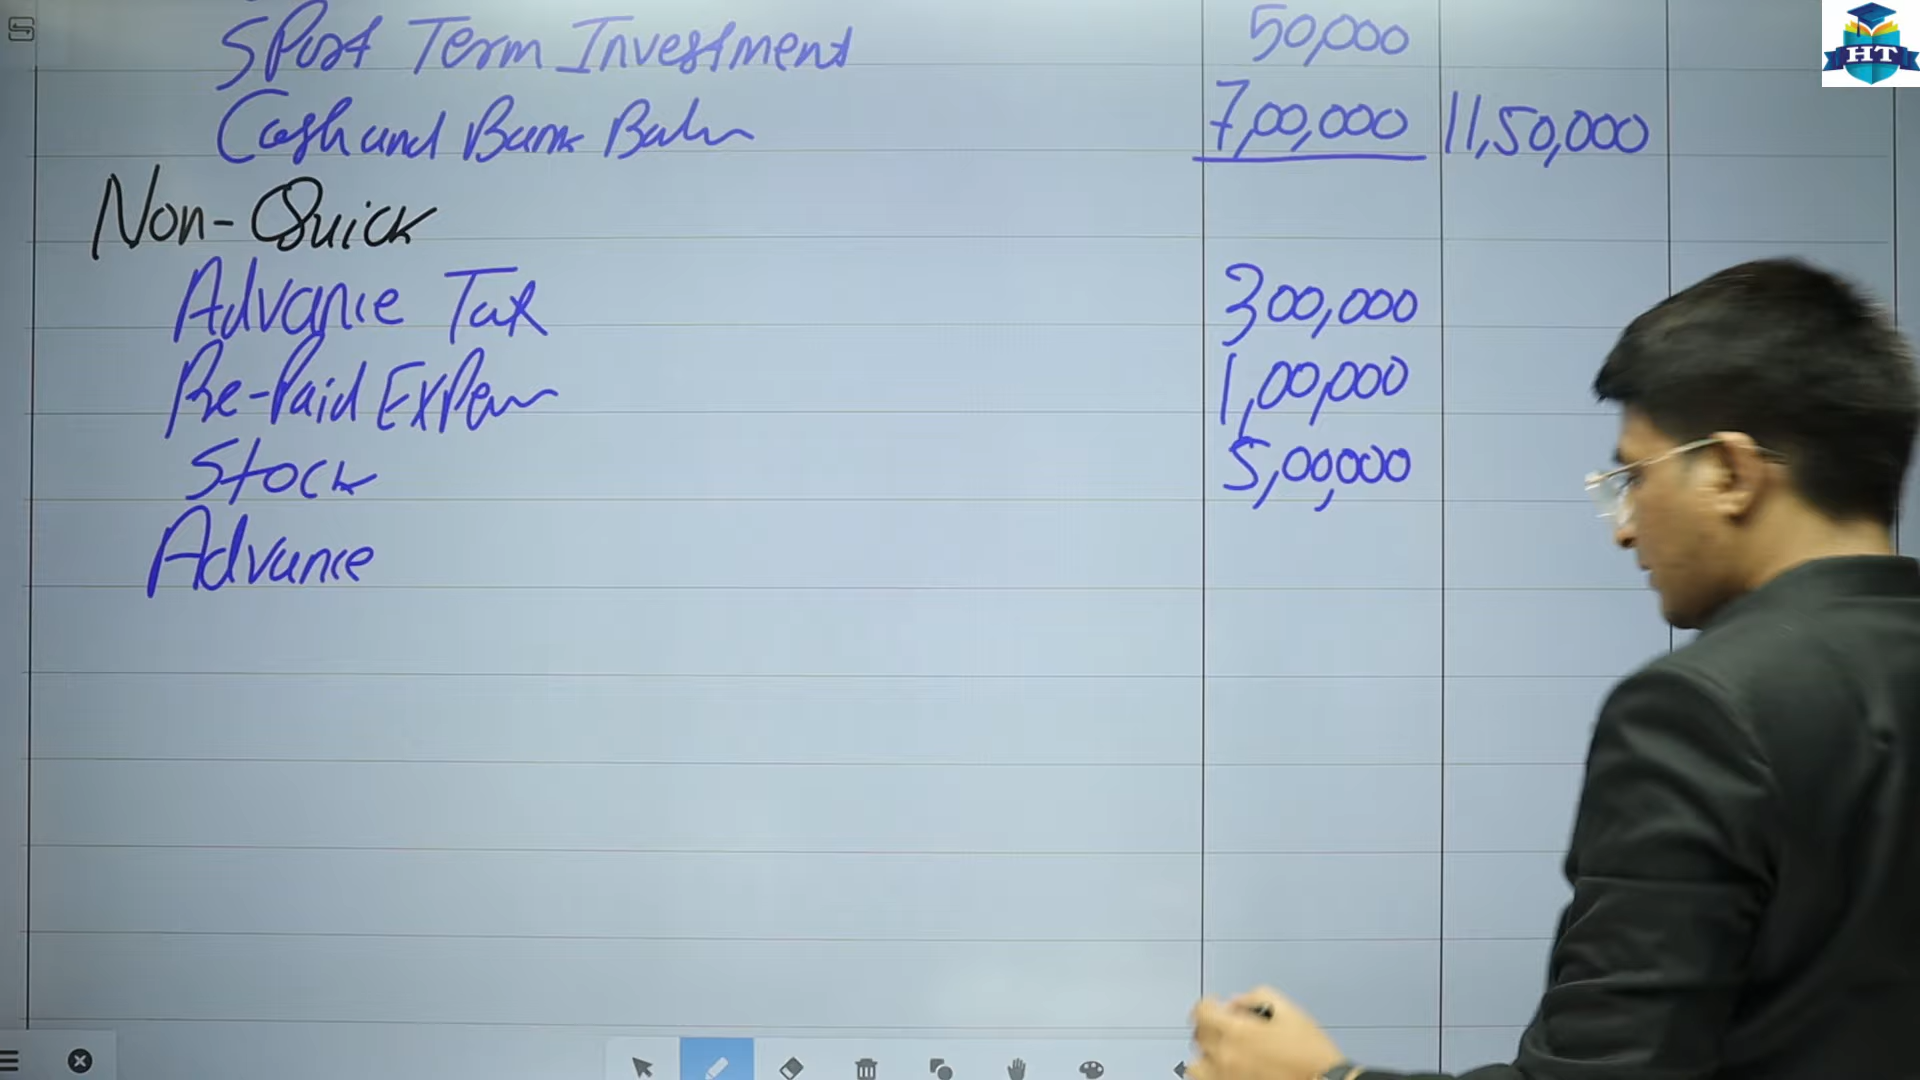 Short Term Investment 50,000
Cash and Bank Baln 7,00,000 11,50,000
Non-Quick
Advance Tax 300,000
Pre-Paid Expen 1,00,000
Stock 5,00,000
Advance
HT